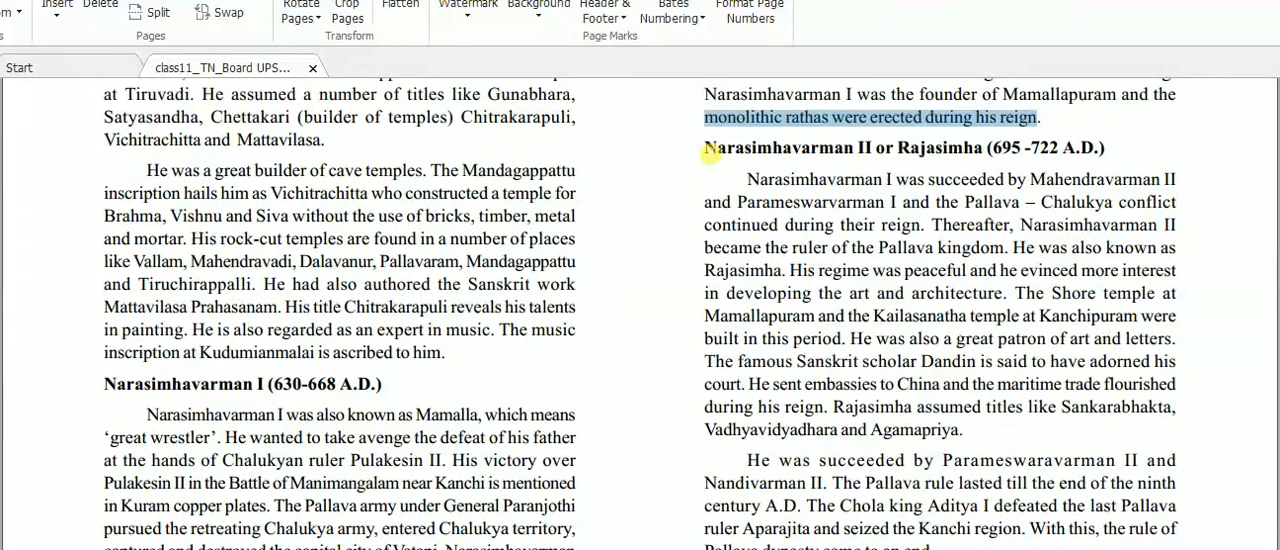 Insert
Delete
Split
Swap
Pages
Rotate
Pages
Crop
Pages
Flatten
Transform
Watermark
Background
Header &
Footer
Bates
Numbering
Format Page
Numbers
Page Marks
Start
class11_TN_Board UPS...
at Tiruvadi. He assumed a number of titles like Gunabhara,
Satyasandha, Chettakari (builder of temples) Chitrakarapuli,
Vichitrachitta and Mattavilasa.
He was a great builder of cave temples. The Mandagappattu
inscription hails him as Vichitrachitta who constructed a temple for
Brahma, Vishnu and Siva without the use of bricks, timber, metal
and mortar. His rock-cut temples are found in a number of places
like Vallam, Mahendravadi, Dalavanur, Pallavaram, Mandagappattu
and Tiruchirappalli. He had also authored the Sanskrit work
Mattavilasa Prahasanam. His title Chitrakarapuli reveals his talents
in painting. He is also regarded as an expert in music. The music
inscription at Kudumianmalai is ascribed to him.
Narasimhavarman I (630-668 A.D.)
Narasimhavarman I was also known as Mamalla, which means
‘great wrestler’. He wanted to take avenge the defeat of his father
at the hands of Chalukyan ruler Pulakesin II. His victory over
Pulakesin II in the Battle of Manimangalam near Kanchi is mentioned
in Kuram copper plates. The Pallava army under General Paranjothi
pursued the retreating Chalukya army, entered Chalukya territory,
captured and destroyed the capital city of Vatapi. Narasimhavarman
Narasimhavarman I was the founder of Mamallapuram and the
monolithic rathas were erected during his reign.
Narasimhavarman II or Rajasimha (695 -722 A.D.)
Narasimhavarman I was succeeded by Mahendravarman II
and Parameswarvarman I and the Pallava – Chalukya conflict
continued during their reign. Thereafter, Narasimhavarman II
became the ruler of the Pallava kingdom. He was also known as
Rajasimha. His regime was peaceful and he evinced more interest
in developing the art and architecture. The Shore temple at
Mamallapuram and the Kailasanatha temple at Kanchipuram were
built in this period. He was also a great patron of art and letters.
The famous Sanskrit scholar Dandin is said to have adorned his
court. He sent embassies to China and the maritime trade flourished
during his reign. Rajasimha assumed titles like Sankarabhakta,
Vadhyavidyadhara and Agamapriya.
He was succeeded by Parameswaravarman II and
Nandivarman II. The Pallava rule lasted till the end of the ninth
century A.D. The Chola king Aditya I defeated the last Pallava
ruler Aparajita and seized the Kanchi region. With this, the rule of
Pallava dynasty came to an end.